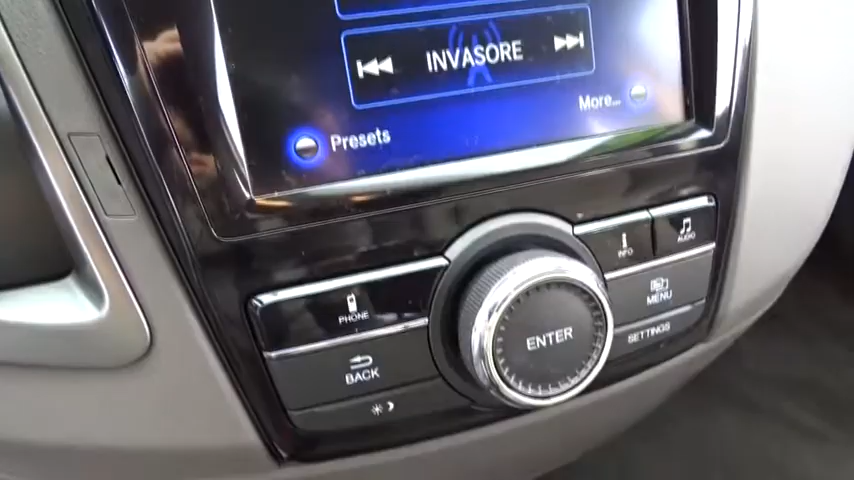 INVASORE
More...
Presets
PHONE
INFO
AUDIO
MENU
BACK
ENTER
SETTINGS